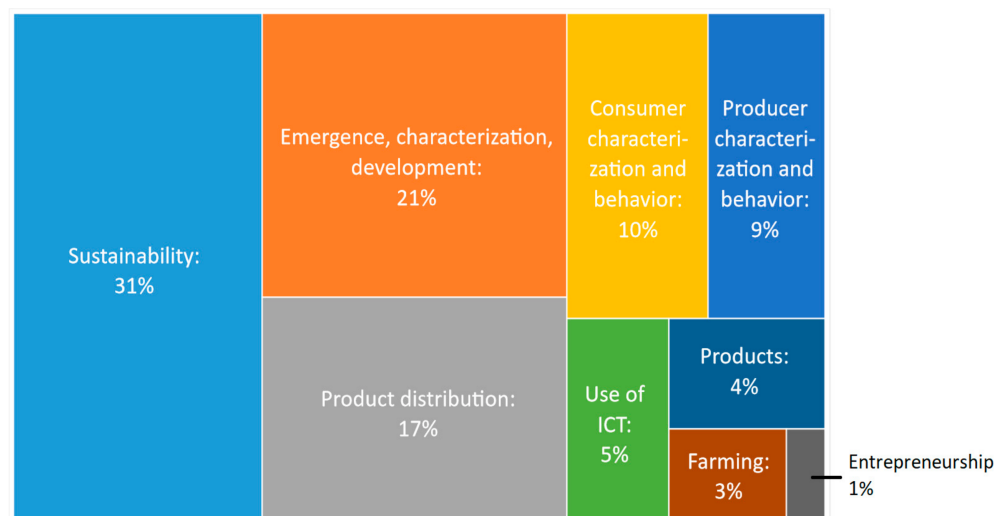 Sustainability:
31%
Emergence, characterization,
development:
21%
Product distribution:
17%
Consumer
characteri-
zation and
behavior:
10%
Producer
characteri-
zation and
behavior:
9%
Use of
ICT:
5%
Products:
4%
Farming:
3%
Entrepreneurship
1%